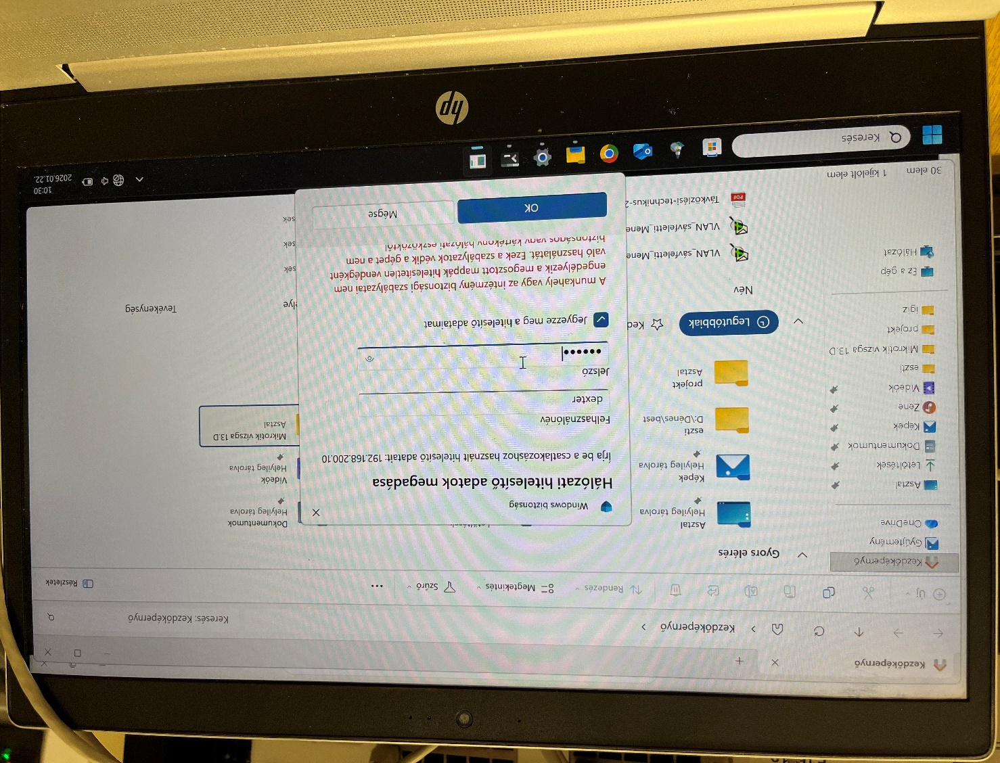 Kezdőképernyő
Kezdőképernyő
Keresés: Kezdőképernyő
Új
Rendezés
Megtekintés
Szűrő
Részletek
Kezdőképernyő
Gyűjtemény
OneDrive
Asztal
Letöltések
Dokumentumok
Képek
Zene
Videók
eszti
Mikrotik vizsga 13.D
projekt
igiz
Ez a gép
Hálózat
Gyors elérés
Asztal
Helyileg tárolva
Képek
Helyileg tárolva
eszti
D:\Dénes\best
projekt
Asztal
Dokumentumok
Helyileg tárolva
Videók
Helyileg tárolva
Mikrotik vizsga 13.D
Asztal
Legutóbbiak
Ked
Név
Tevékenység
elye
VLAN_sávfeletti_Mene
sek
VLAN_sávfeletti_Mene
sek
Távközlési-technikus-2
sek
PDF
Windows biztonság
Hálózati hitelesítő adatok megadása
Írja be a csatlakozáshoz használt hitelesítő adatait: 192.168.200.10
Felhasználónév
dexter
Jelszó
••••••
Jegyezze meg a hitelesítő adataimat
A munkahely vagy az intézmény biztonsági szabályzatai nem
engedélyezik a megosztott mappák hitelesítetlen vendégként
való használatát. Ezek a szabályzatok védik a gépet a nem
biztonságos vagy kártékony hálózati eszközöktől
OK
Mégse
30 elem
1 kijelölt elem
Keresés
10:30
2026.01.22.
hp